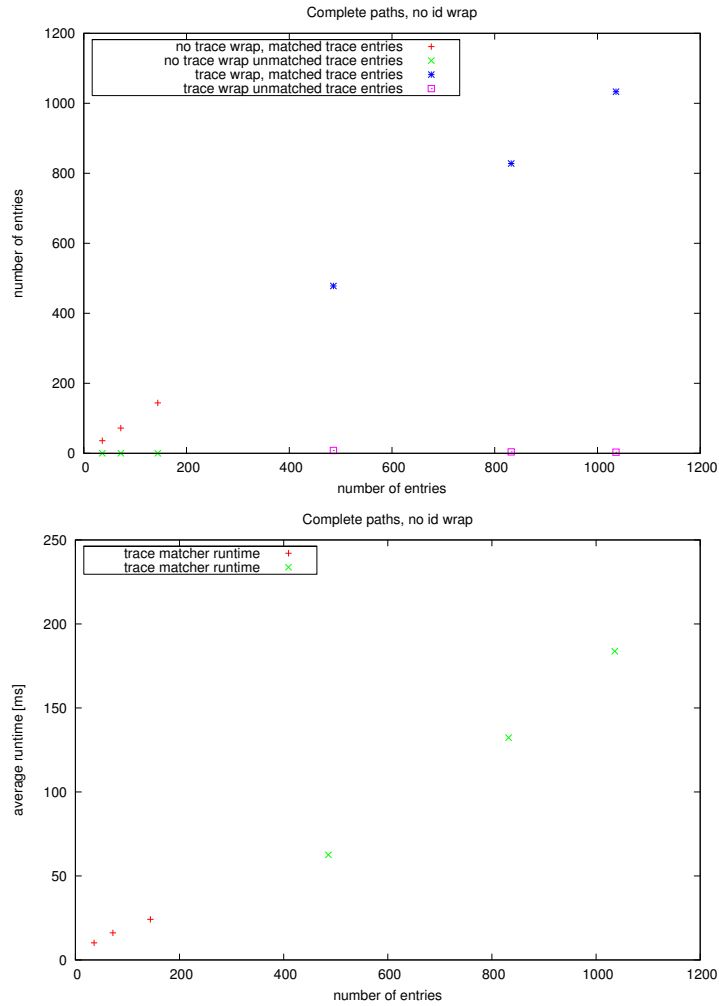 Complete paths, no id wrap
1200
1000
800
600
400
200
0
no trace wrap, matched trace entries
no trace wrap unmatched trace entries
trace wrap, matched trace entries
trace wrap unmatched trace entries
number of entries
0 200 400 600 800 1000 1200
number of entries
Complete paths, no id wrap
250
200
150
100
50
0
trace matcher runtime
trace matcher runtime
average runtime [ms]
0 200 400 600 800 1000 1200
number of entries